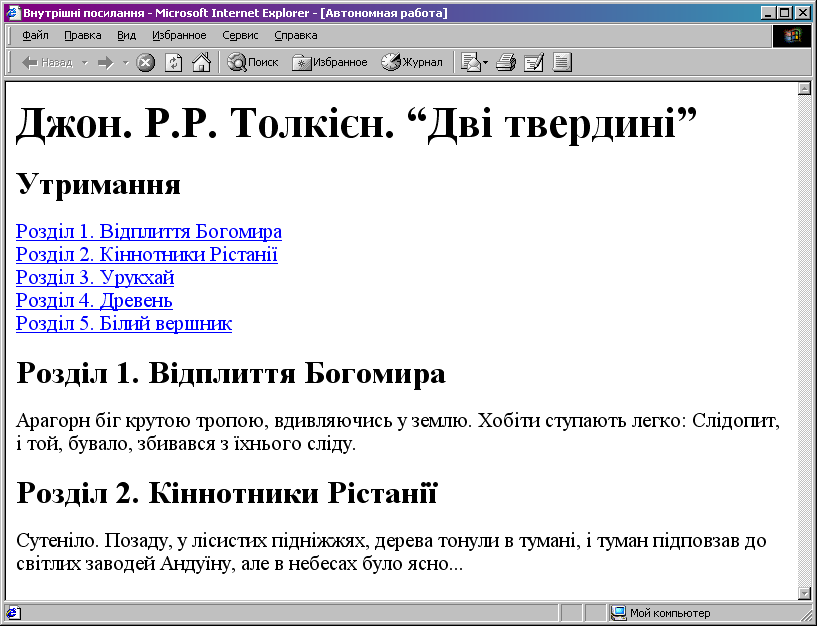 Внутрішні посилання - Microsoft Internet Explorer - [Автономная работа]
Файл Правка Вид Избранное Сервис Справка
Назад Поиск Избранное Журнал
Джон. Р.Р. Толкієн. “Дві твердині”
Утримання
Розділ 1. Відплиття Богомира
Розділ 2. Кіннотники Рістанії
Розділ 3. Урукхай
Розділ 4. Древень
Розділ 5. Білий вершник
Розділ 1. Відплиття Богомира
Арагорн біг крутою тропою, вдивляючись у землю. Хобіти ступають легко: Слідопит,
і той, бувало, збивався з їхнього сліду.
Розділ 2. Кіннотники Рістанії
Сутеніло. Позаду, у лісистих підніжжях, дерева тонули в тумані, і туман підповзав до
світлих заводей Андуїну, але в небесах було ясно...
Мой компьютер